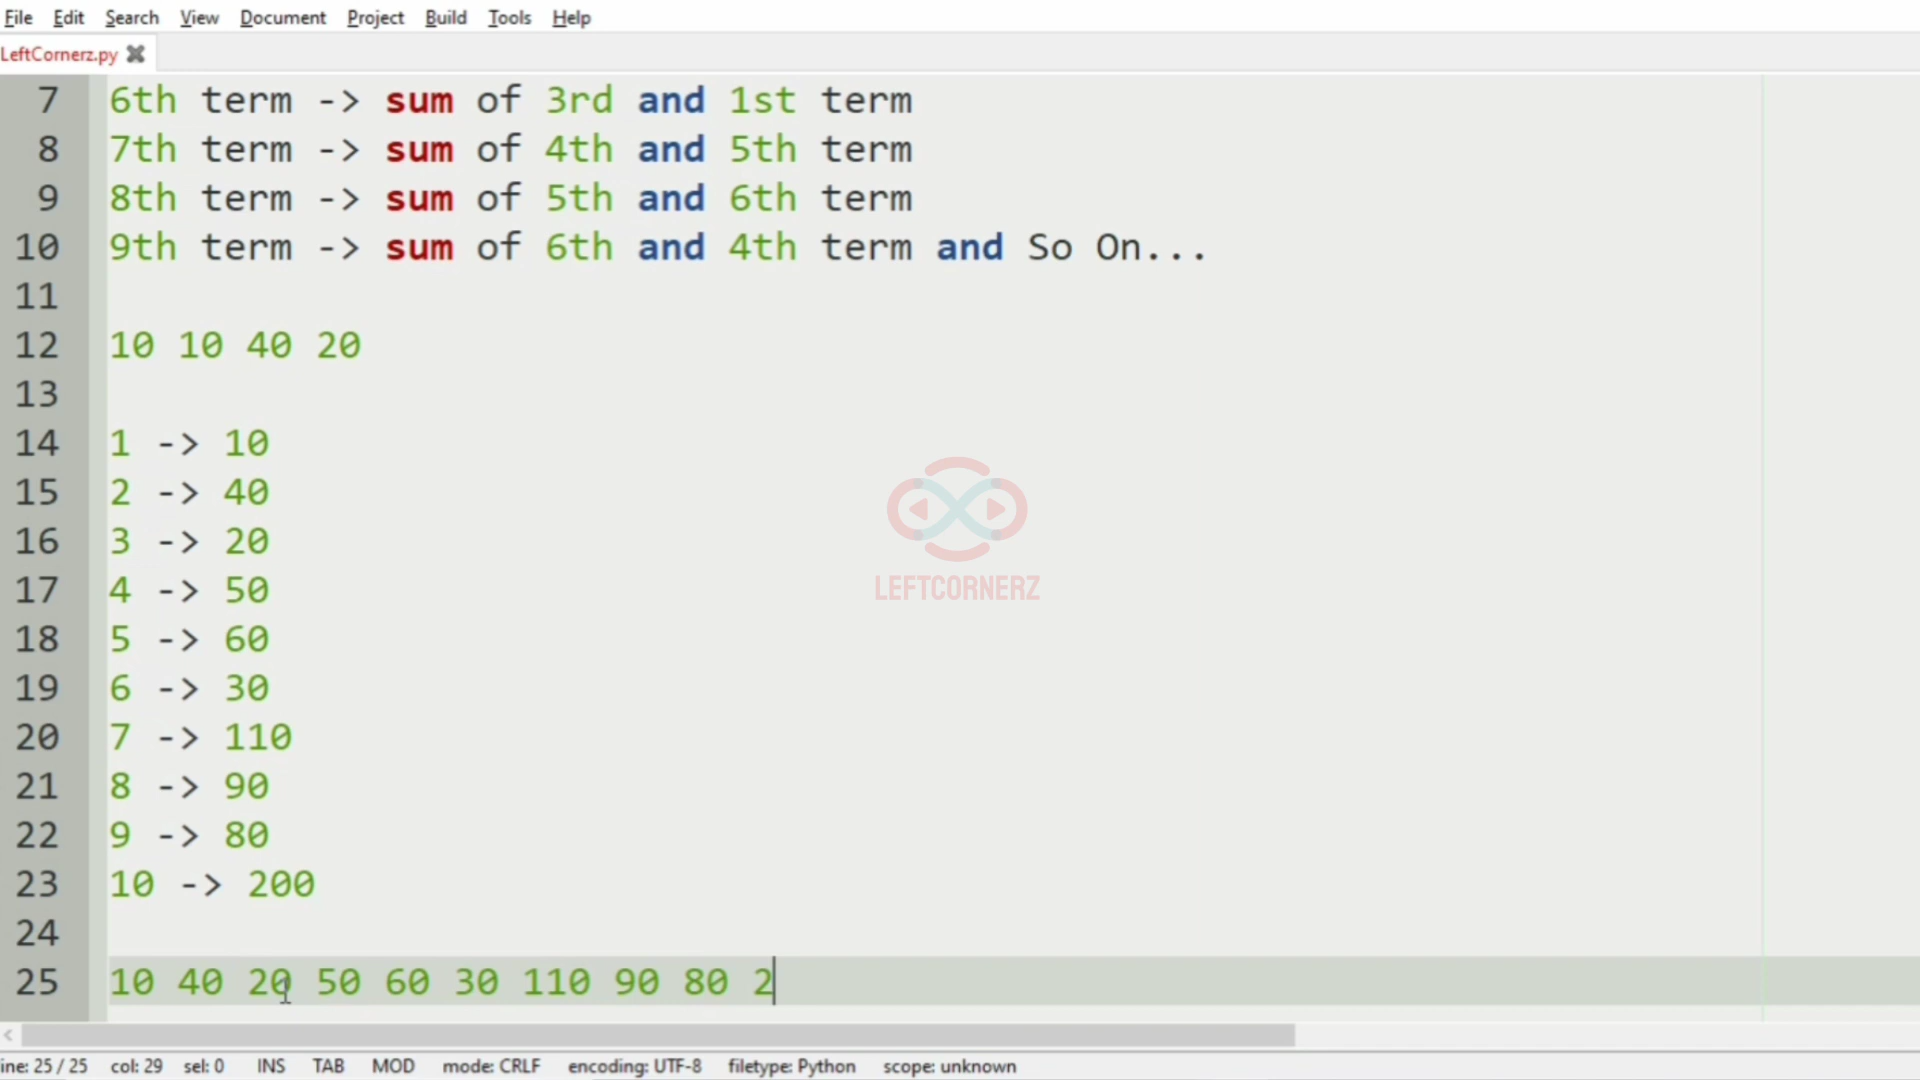 File Edit Search View Document Project Build Tools Help
LeftCornerz.py
7 6th term -> sum of 3rd and 1st term
8 7th term -> sum of 4th and 5th term
9 8th term -> sum of 5th and 6th term
10 9th term -> sum of 6th and 4th term and So On...
11
12 10 10 40 20
13
14 1 -> 10
15 2 -> 40
16 3 -> 20
17 4 -> 50
18 5 -> 60
19 6 -> 30
20 7 -> 110
21 8 -> 90
22 9 -> 80
23 10 -> 200
24
25 10 40 20 50 60 30 110 90 80 2
LEFTCORNERZ
ine: 25 / 25 col: 29 sel: 0 INS TAB MOD mode: CRLF encoding: UTF-8 filetype: Python scope: unknown